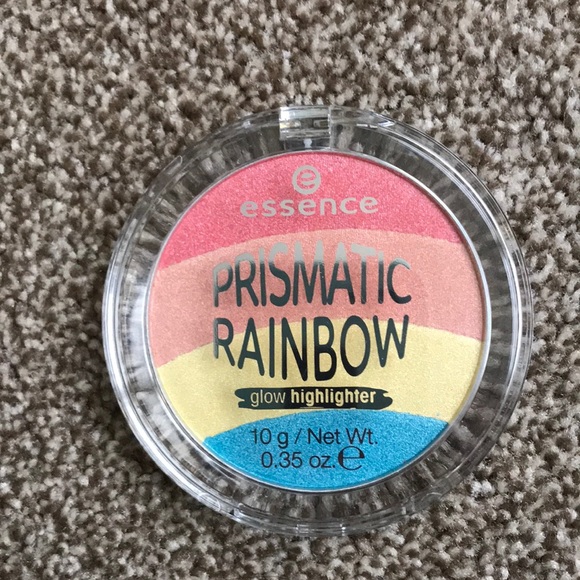 essence
PRISMATIC
RAINBOW
glow highlighter
10 g / Net Wt.
0.35 oz. ℮